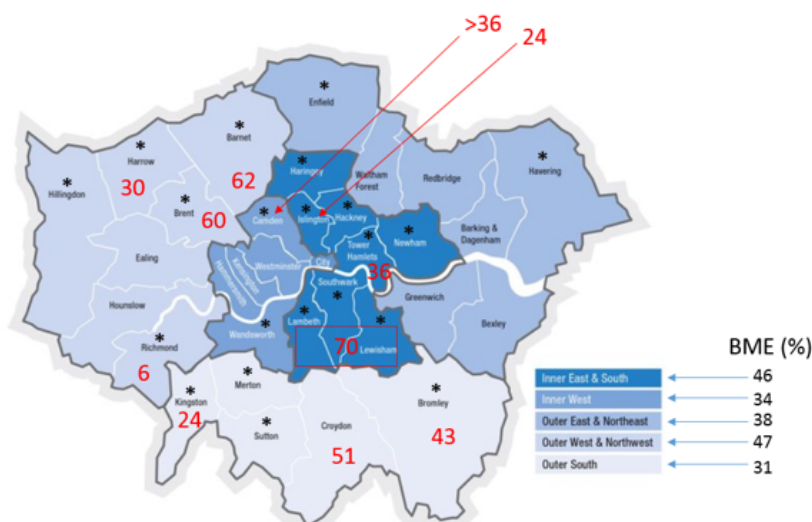 >36
24
*
Enfield
*
Barnet
*
Harrow
*
Haringey
*
Havering
Waltham
Forest
Redbridge
*
Hillingdon
30
62
*
Brent
60
*
Camden
*
Islington
*
Hackney
*
Newham
*
Tower
Hamlets
Barking &
Dagenham
Ealing
Westminster
City
36
Kensington
Hammersmith
Southwark
*
Greenwich
Hounslow
*
Richmond
*
Wandsworth
*
Lambeth
*
Lewisham
70
Bexley
6
*
Kingston
24
*
Merton
*
Sutton
Croydon
51
*
Bromley
43
BME (%)
Inner East & South 46
Inner West 34
Outer East & Northeast 38
Outer West & Northwest 47
Outer South 31